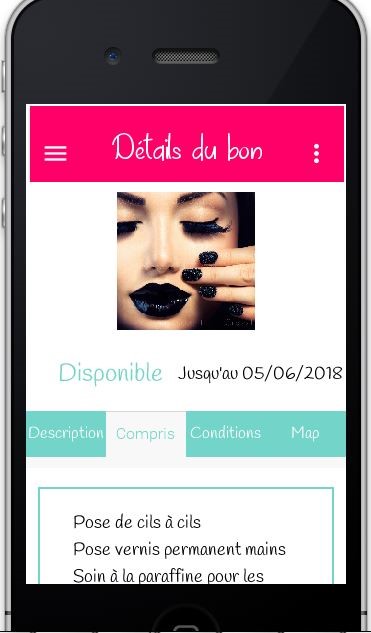 Détails du bon
Disponible Jusqu'au 05/06/2018
Description Compris Conditions Map
Pose de cils à cils
Pose vernis permanent mains
Soin à la paraffine pour les